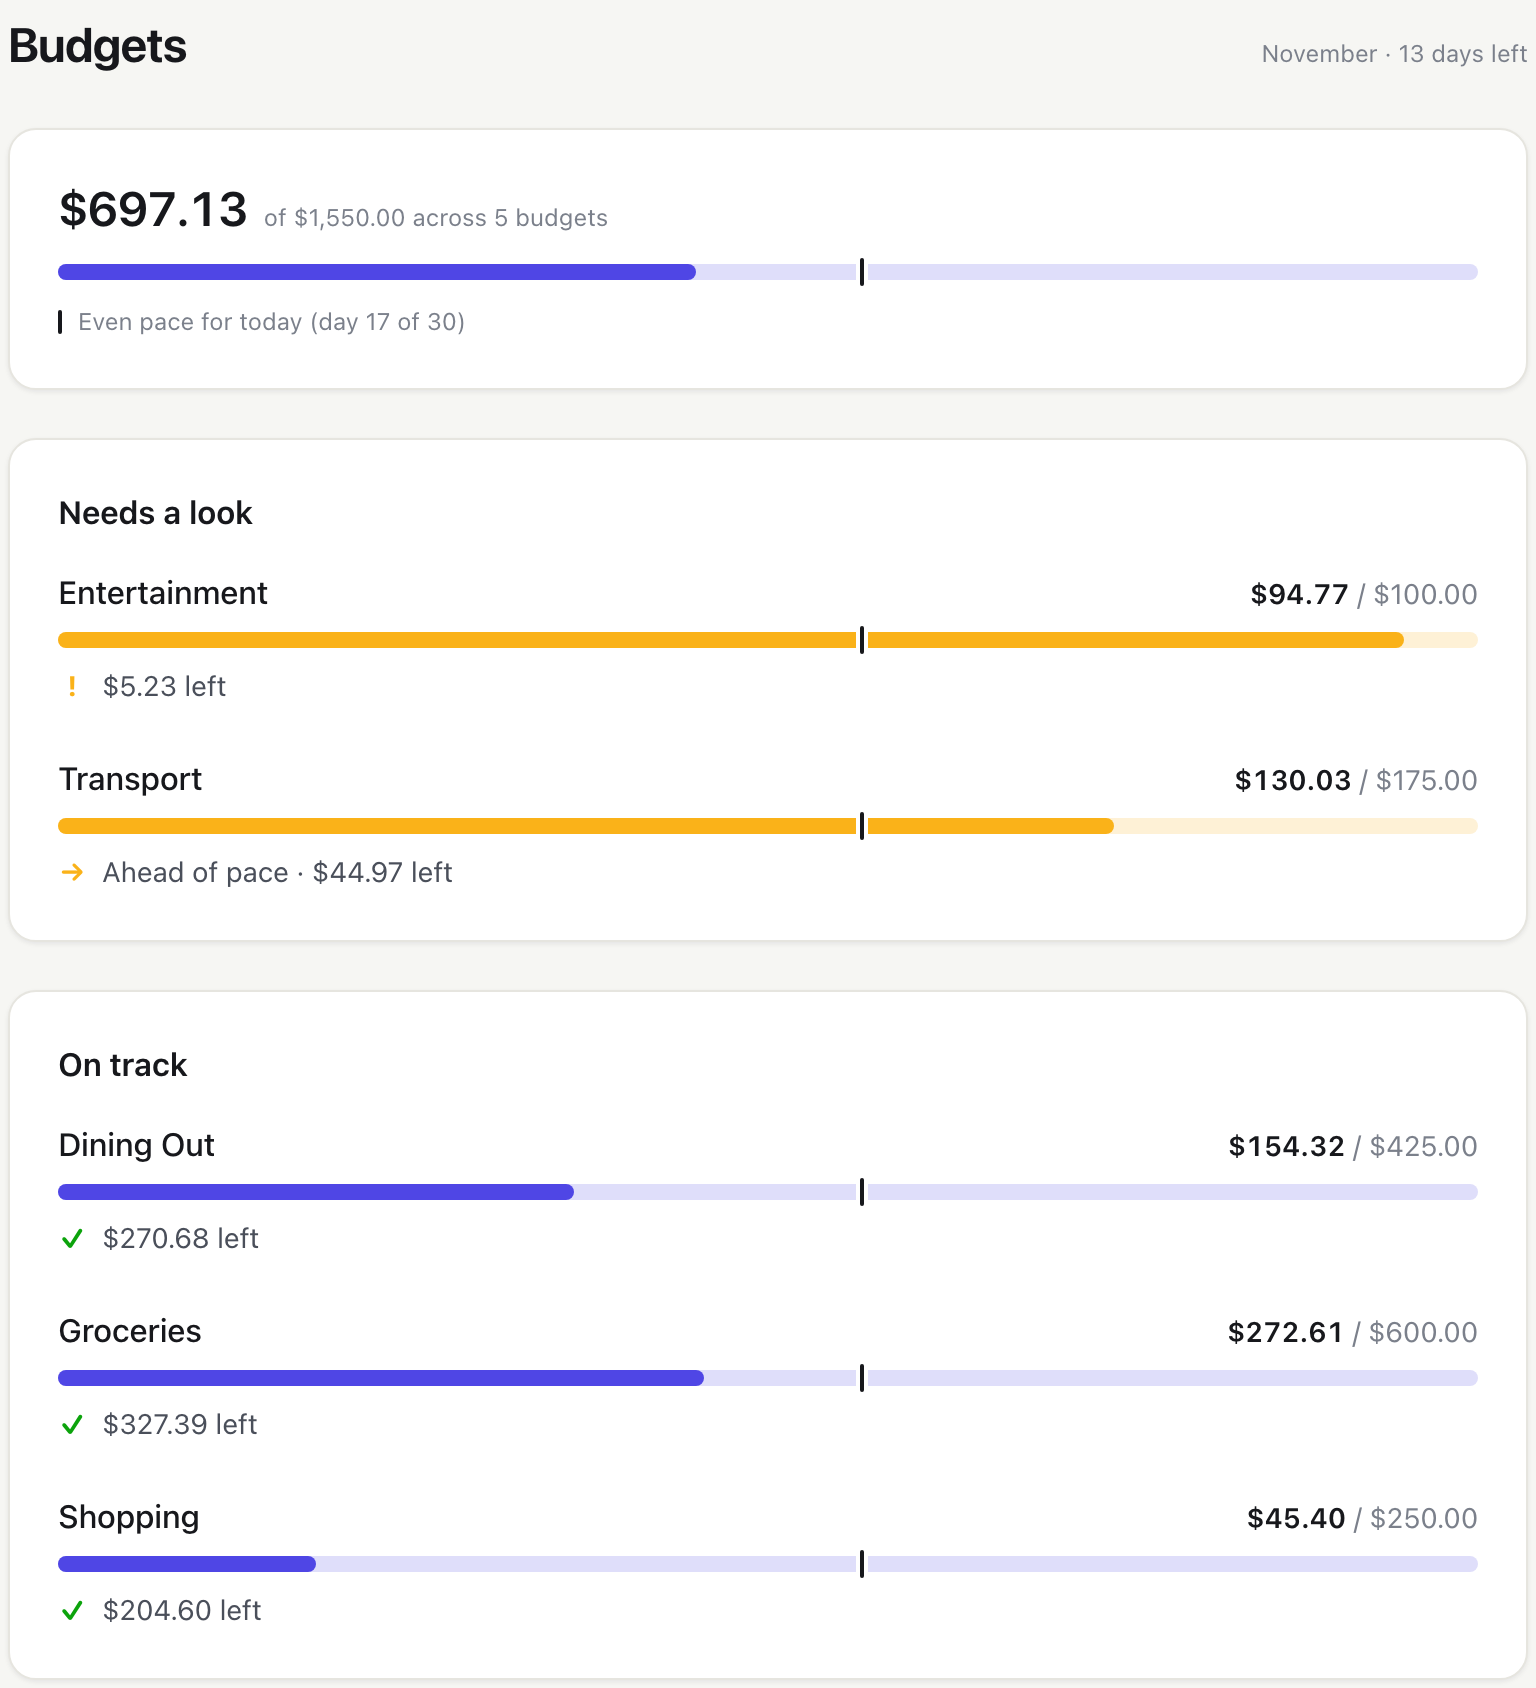 Budgets
November · 13 days left
$697.13 of $1,550.00 across 5 budgets
Even pace for today (day 17 of 30)
Needs a look
Entertainment
$94.77 / $100.00
! $5.23 left
Transport
$130.03 / $175.00
→ Ahead of pace · $44.97 left
On track
Dining Out
$154.32 / $425.00
✓ $270.68 left
Groceries
$272.61 / $600.00
✓ $327.39 left
Shopping
$45.40 / $250.00
✓ $204.60 left